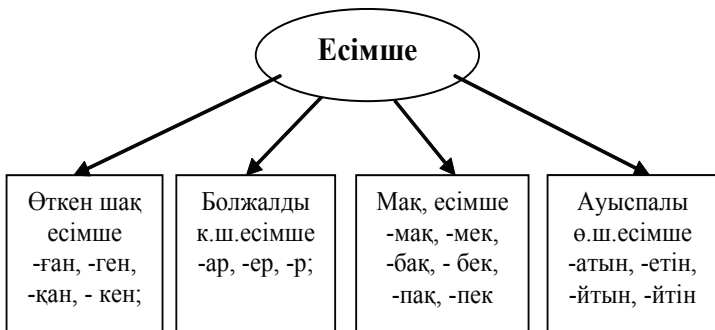 Есімше
Өткен шақ
есімше
-ған, -ген,
-қан, - кен;
Болжалды
к.ш.есімше
-ар, -ер, -р;
Мақ, есімше
-мақ, -мек,
-бақ, - бек,
-пақ, -пек
Ауыспалы
ө.ш.есімше
-атын, -етін,
-йтын, -йтін